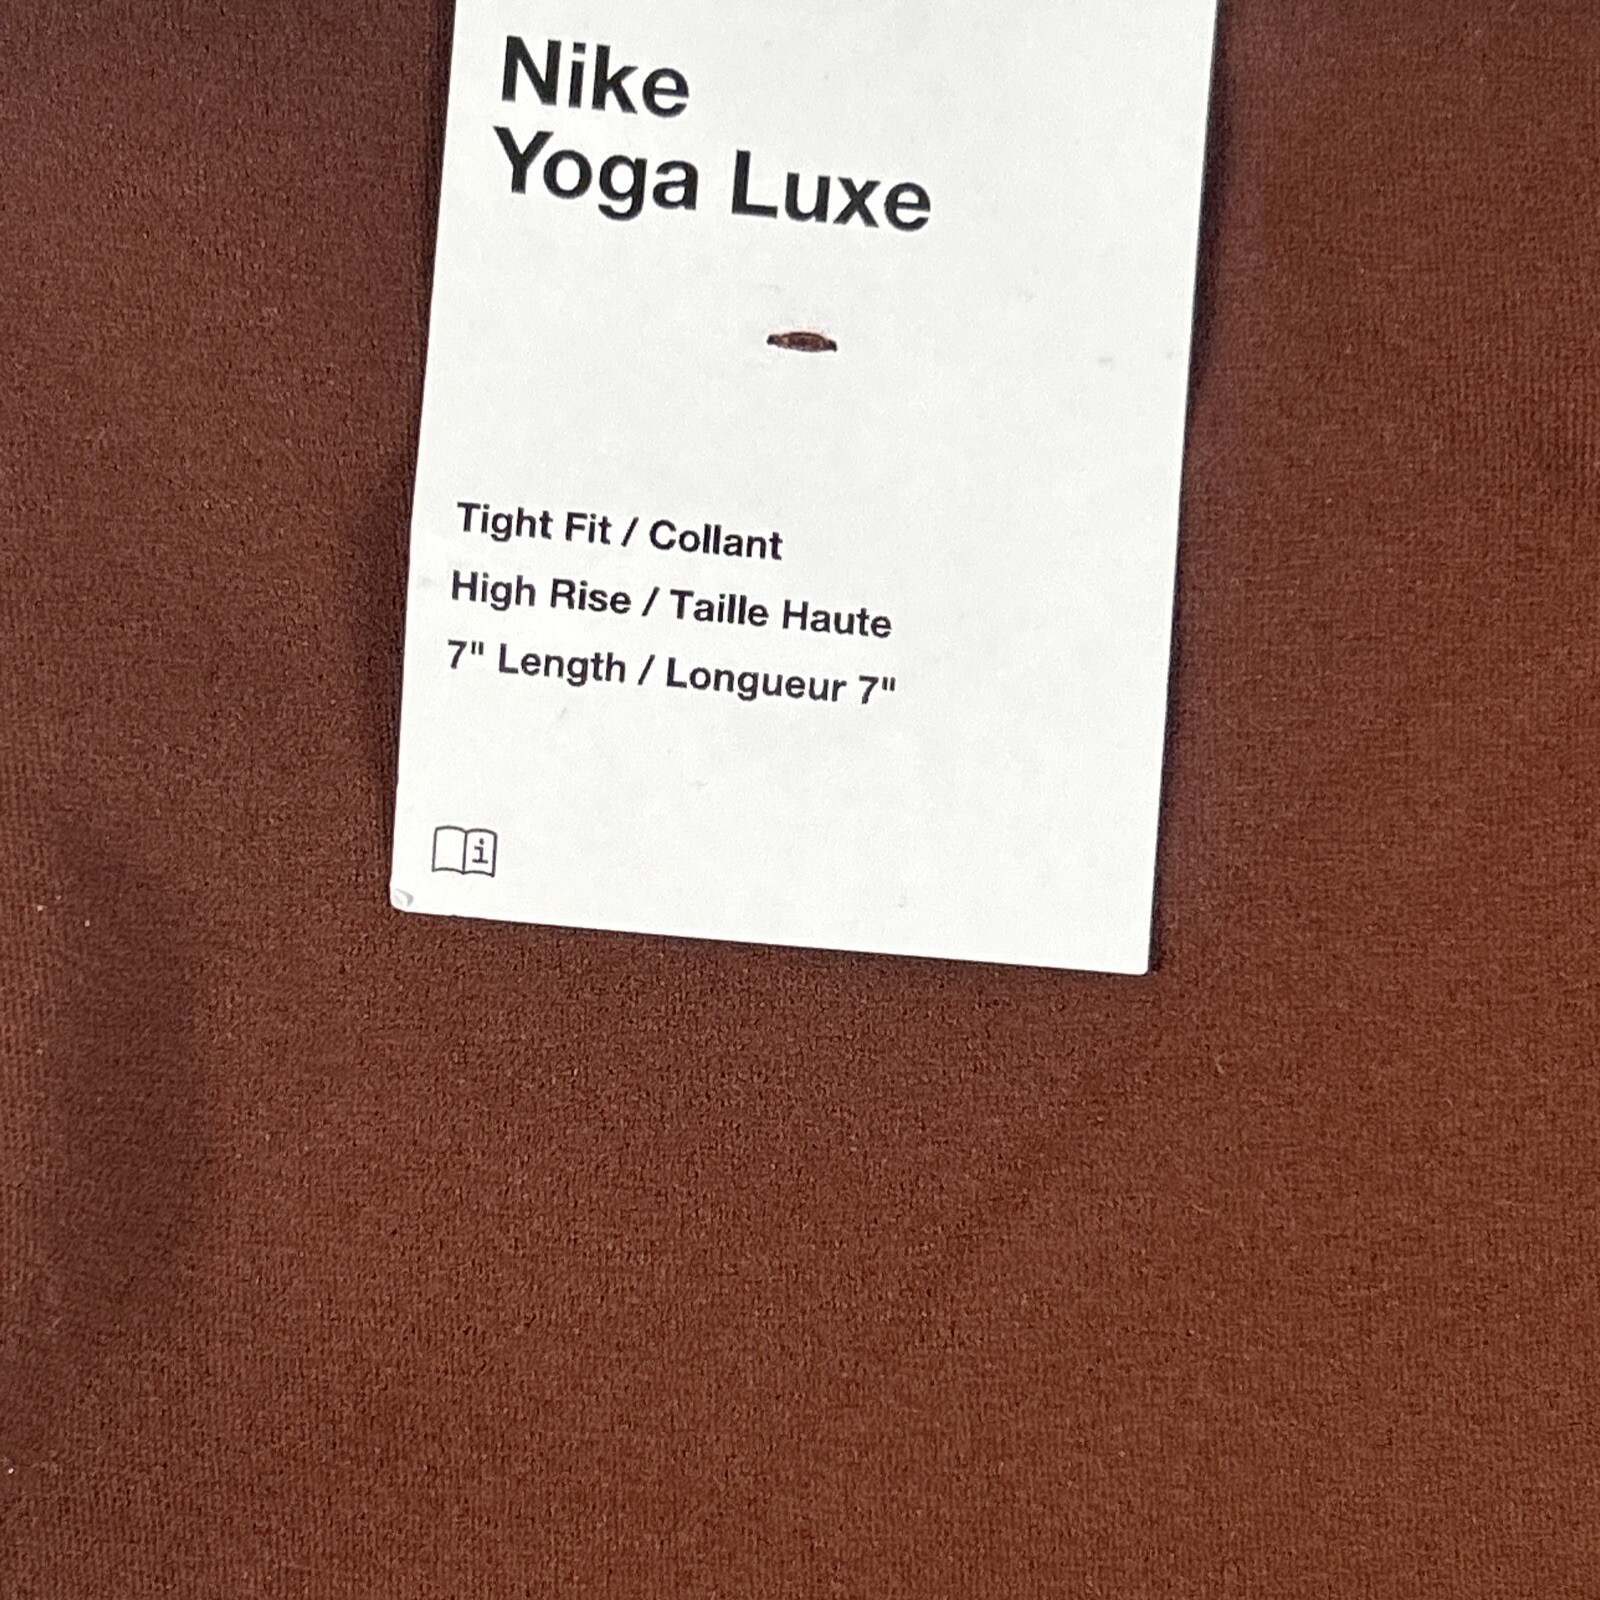 Nike
Yoga Luxe
Tight Fit / Collant
High Rise / Taille Haute
7" Length / Longueur 7"
i